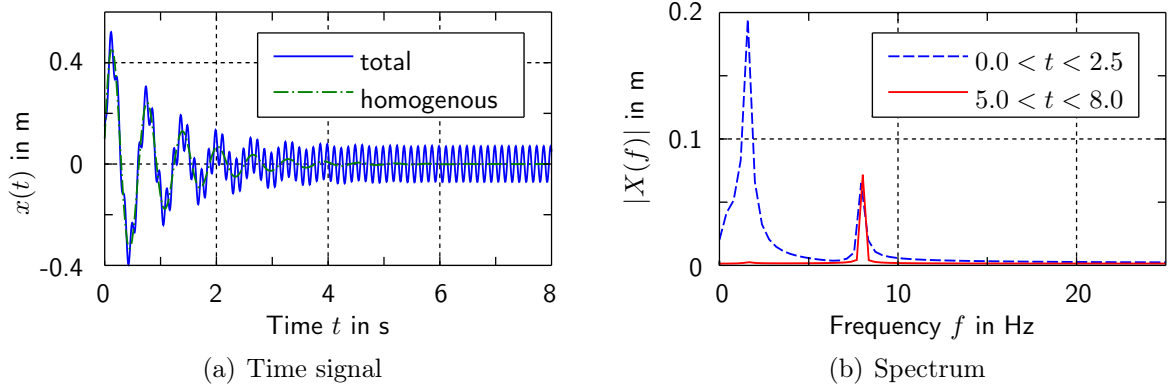 0.4
0
-0.4
x(t) in m
total
homogenous
0 2 4 6 8
Time t in s
(a) Time signal
0.2
0.1
0
|X(f)| in m
0.0 < t < 2.5
5.0 < t < 8.0
0 10 20
Frequency f in Hz
(b) Spectrum